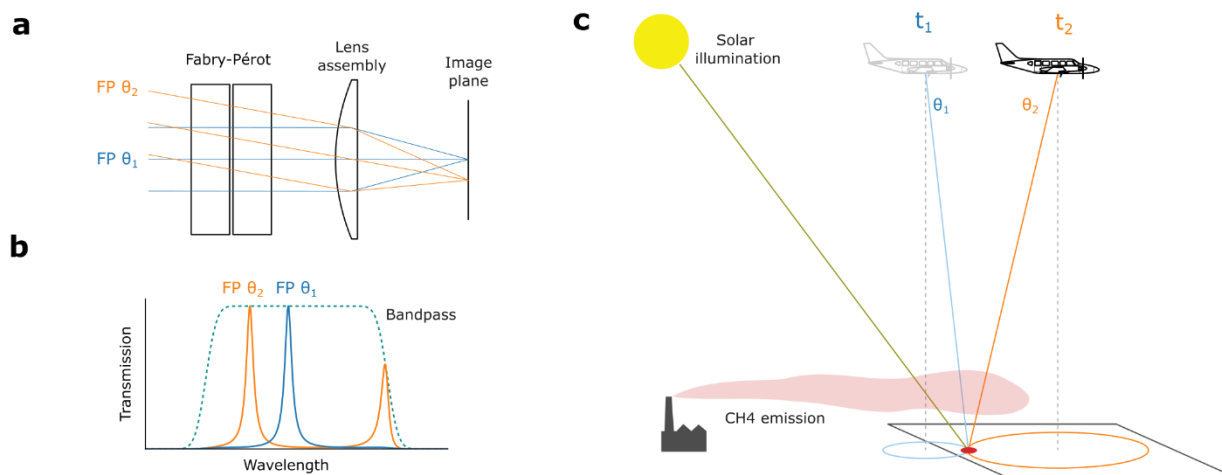 a
Fabry-Pérot
Lens
assembly
Image
plane
FP θ2
FP θ1
b
FP θ2
FP θ1
Bandpass
Transmission
Wavelength
c
Solar
illumination
t1
t2
θ1
θ2
CH4 emission